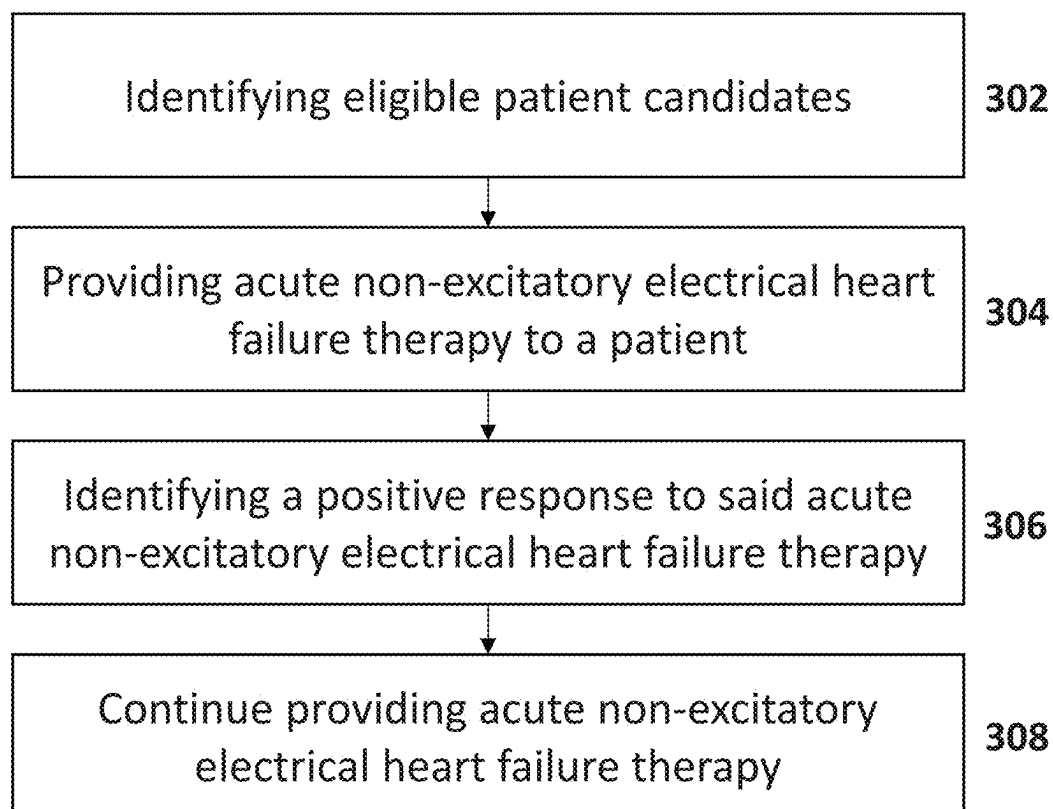 Identifying eligible patient candidates
302
Providing acute non-excitatory electrical heart
failure therapy to a patient
304
Identifying a positive response to said acute
non-excitatory electrical heart failure therapy
306
Continue providing acute non-excitatory
electrical heart failure therapy
308